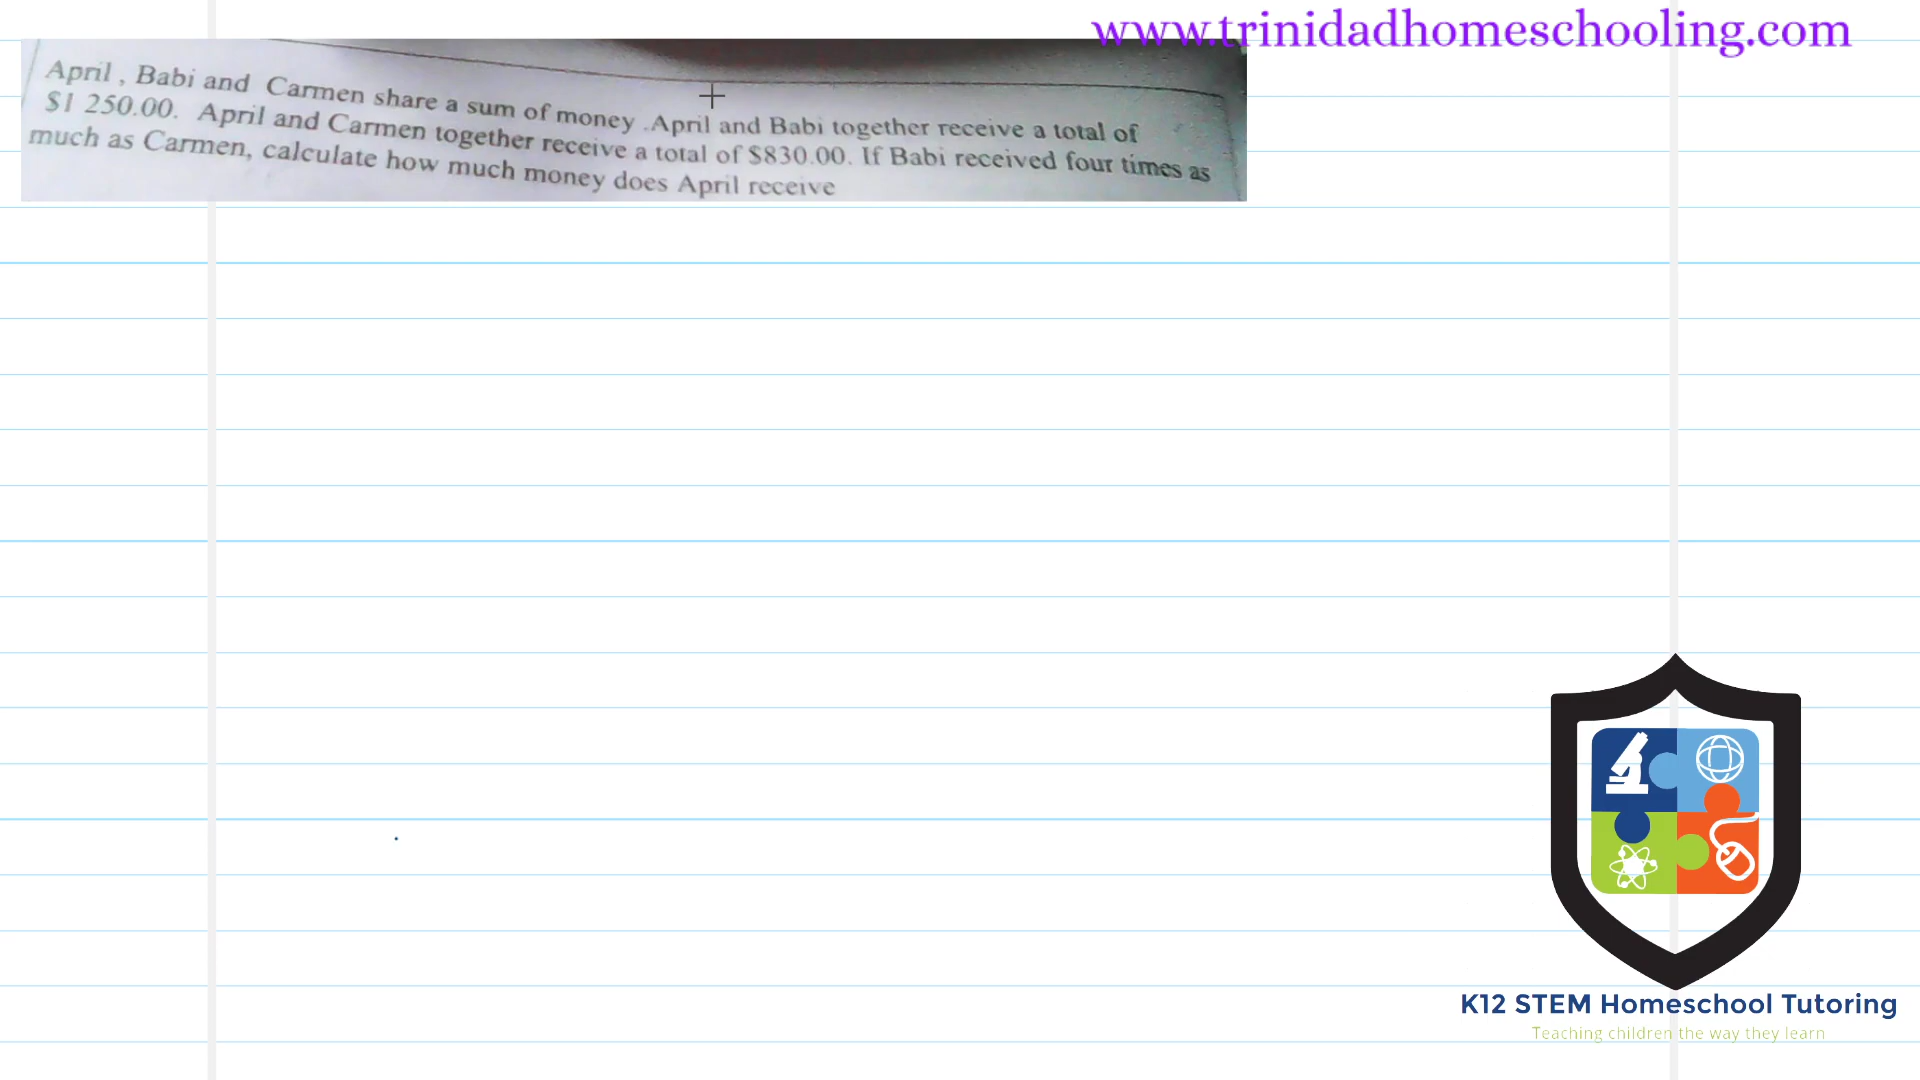 www.trinidadhomeschooling.com
April , Babi and Carmen share a sum of money .April and Babi together receive a total of
$1 250.00. April and Carmen together receive a total of $830.00. If Babi received four times as
much as Carmen, calculate how much money does April receive
K12 STEM Homeschool Tutoring
Teaching children the way they learn